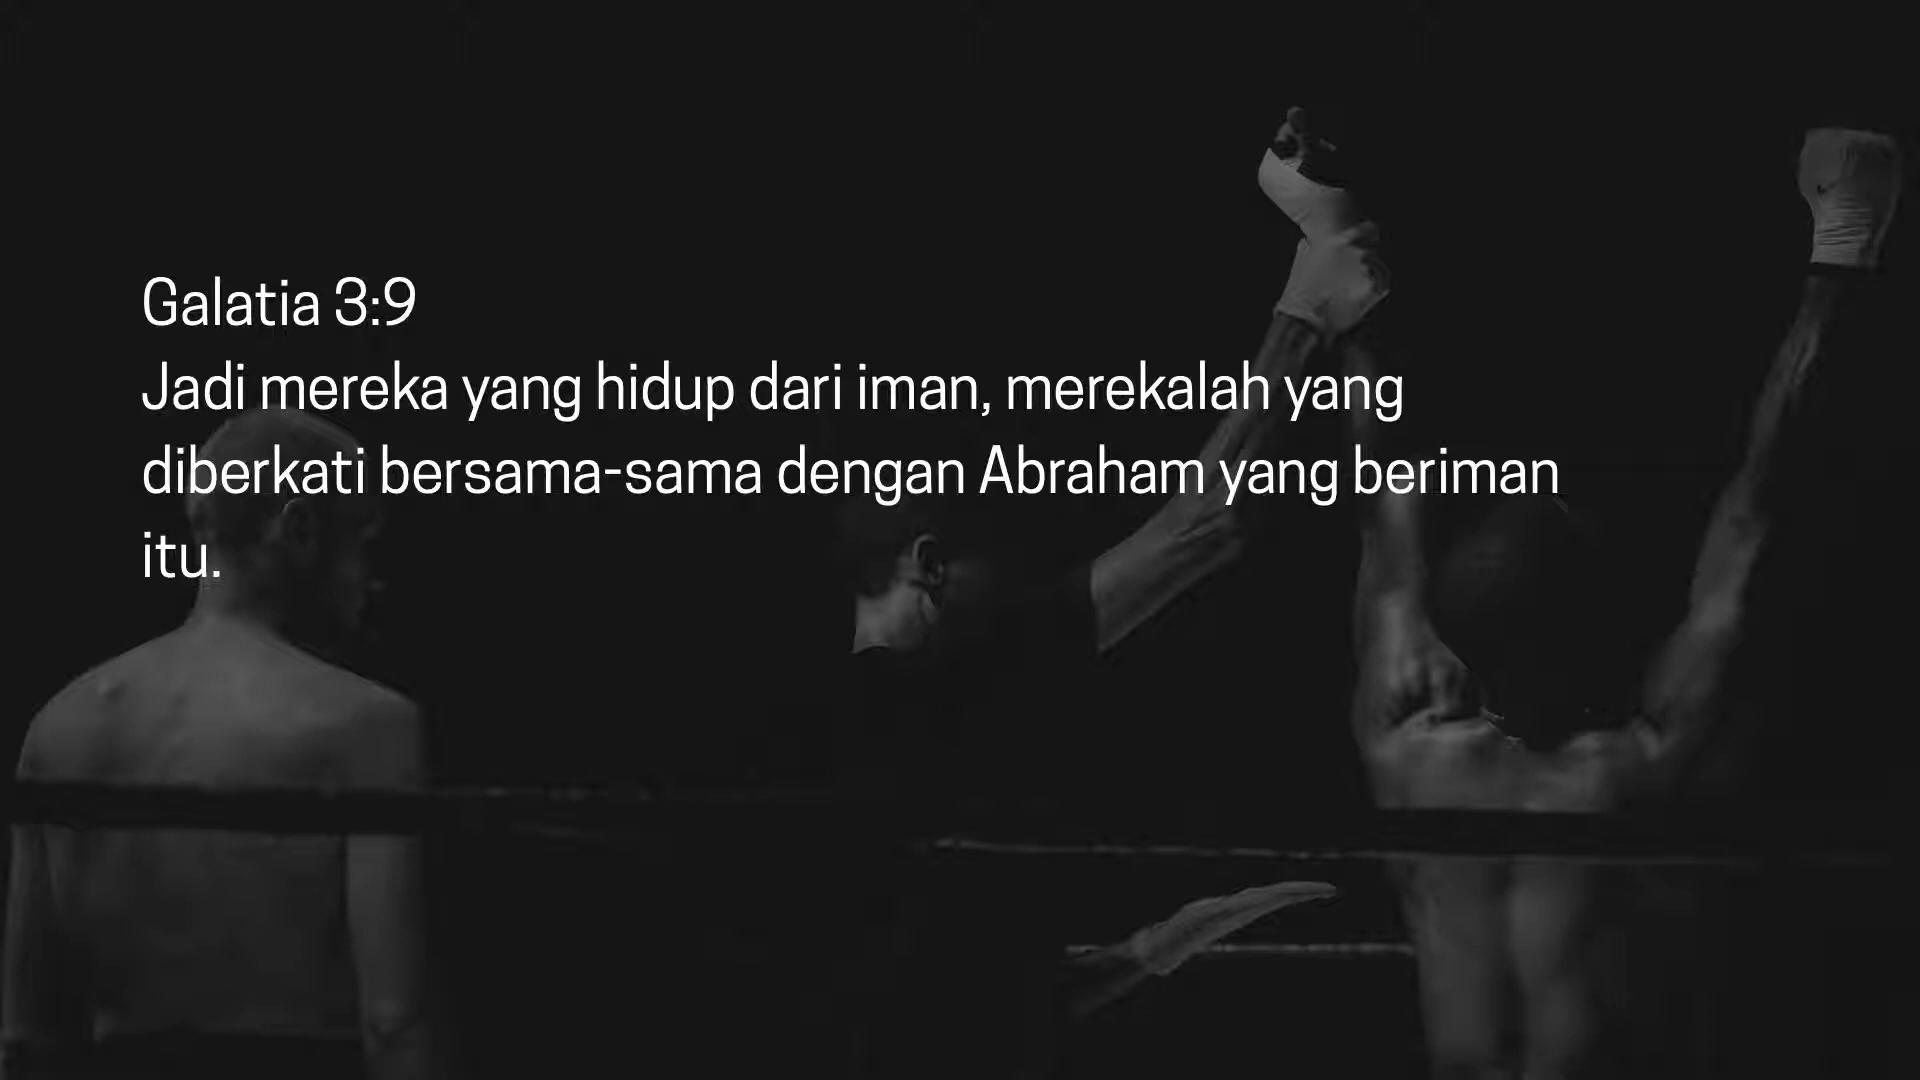 Galatia 3:9
Jadi mereka yang hidup dari iman, merekalah yang
diberkati bersama-sama dengan Abraham yang beriman
itu.